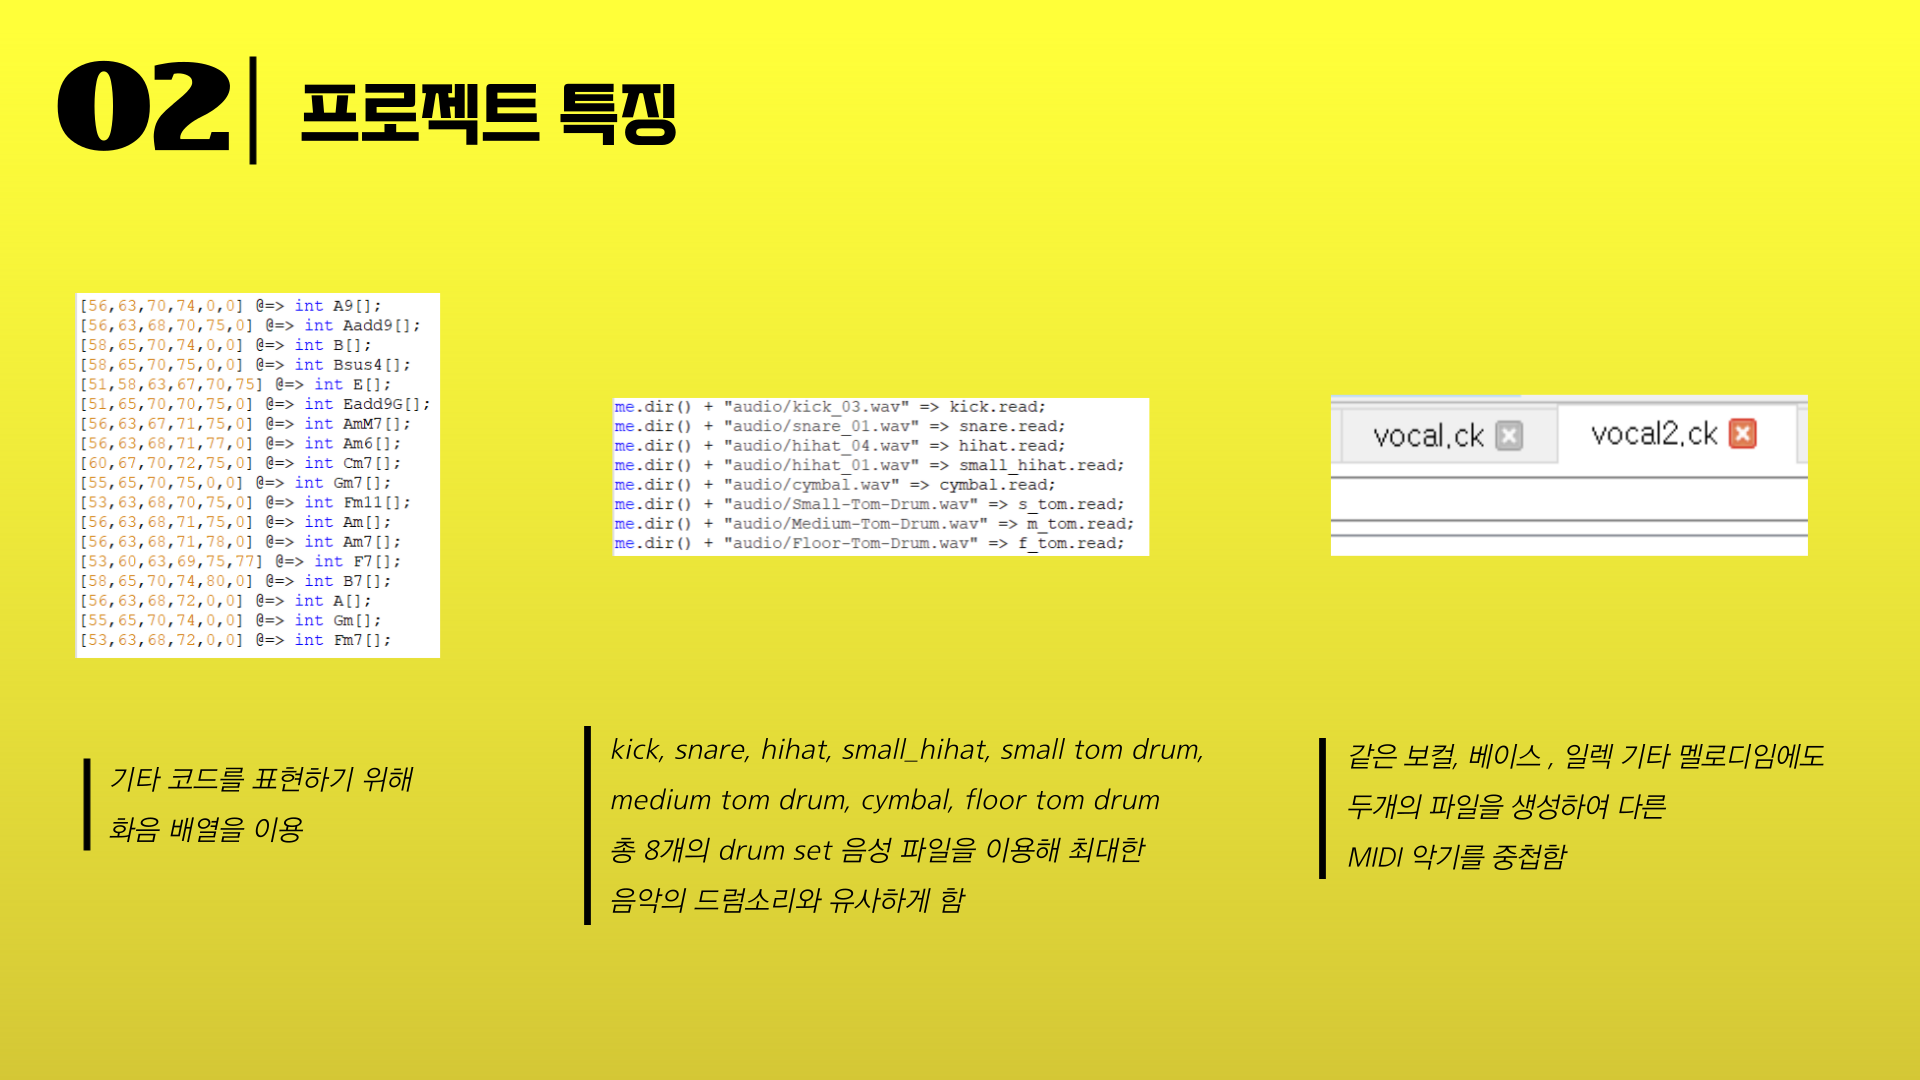 02
프로젝트 특징
[56,63,70,74,0,0] @=> int A9[];
[56,63,68,70,75,0] @=> int Aadd9[];
[58,65,70,74,0,0] @=> int B[];
[58,65,70,75,0,0] @=> int Bsus4[];
[51,58,63,67,70,75] @=> int E[];
[51,65,70,70,75,0] @=> int Eadd9G[];
[56,63,67,71,75,0] @=> int AmM7[];
[56,63,68,71,77,0] @=> int Am6[];
[60,67,70,72,75,0] @=> int Cm7[];
[55,65,70,75,0,0] @=> int Gm7[];
[53,63,68,70,75,0] @=> int Fm11[];
[56,63,68,71,75,0] @=> int Am[];
[56,63,68,71,78,0] @=> int Am7[];
[53,60,63,69,75,77] @=> int F7[];
[58,65,70,74,80,0] @=> int B7[];
[56,63,68,72,0,0] @=> int A[];
[55,65,70,74,0,0] @=> int Gm[];
[53,63,68,72,0,0] @=> int Fm7[];
기타 코드를 표현하기 위해
화음 배열을 이용
me.dir() + "audio/kick_03.wav" => kick.read;
me.dir() + "audio/snare_01.wav" => snare.read;
me.dir() + "audio/hihat_04.wav" => hihat.read;
me.dir() + "audio/hihat_01.wav" => small_hihat.read;
me.dir() + "audio/cymbal.wav" => cymbal.read;
me.dir() + "audio/Small-Tom-Drum.wav" => s_tom.read;
me.dir() + "audio/Medium-Tom-Drum.wav" => m_tom.read;
me.dir() + "audio/Floor-Tom-Drum.wav" => f_tom.read;
kick, snare, hihat, small_hihat, small tom drum,
medium tom drum, cymbal, floor tom drum
총 8개의 drum set 음성 파일을 이용해 최대한
음악의 드럼소리와 유사하게 함
vocal.ck vocal2.ck
같은 보컬, 베이스 , 일렉 기타 멜로디임에도
두개의 파일을 생성하여 다른
MIDI 악기를 중첩함